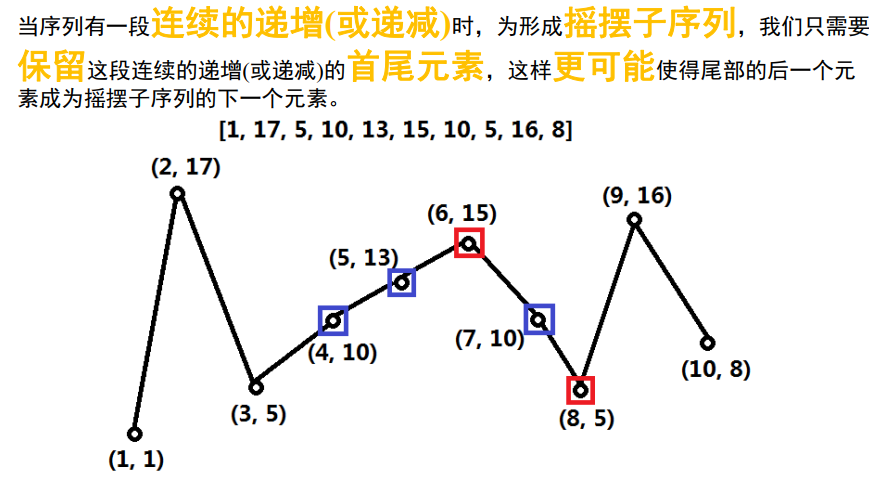 当序列有一段连续的递增(或递减)时，为形成摇摆子序列，我们只需要
保留这段连续的递增(或递减)的首尾元素，这样更可能使得尾部的后一个元
素成为摇摆子序列的下一个元素。
[1, 17, 5, 10, 13, 15, 10, 5, 16, 8]
(2, 17)
(9, 16)
(6, 15)
(5, 13)
(4, 10)
(7, 10)
(10, 8)
(3, 5)
(8, 5)
(1, 1)